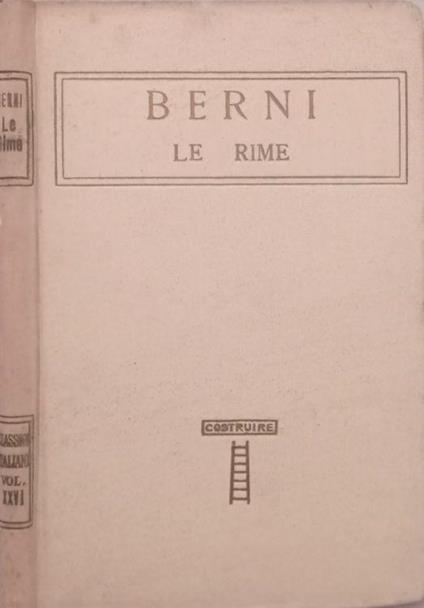 BERNI
LE RIME
COSTRUIRE
BERNI
Le
Rime
CLASSICI
ITALIANI
VOL.
XXVI